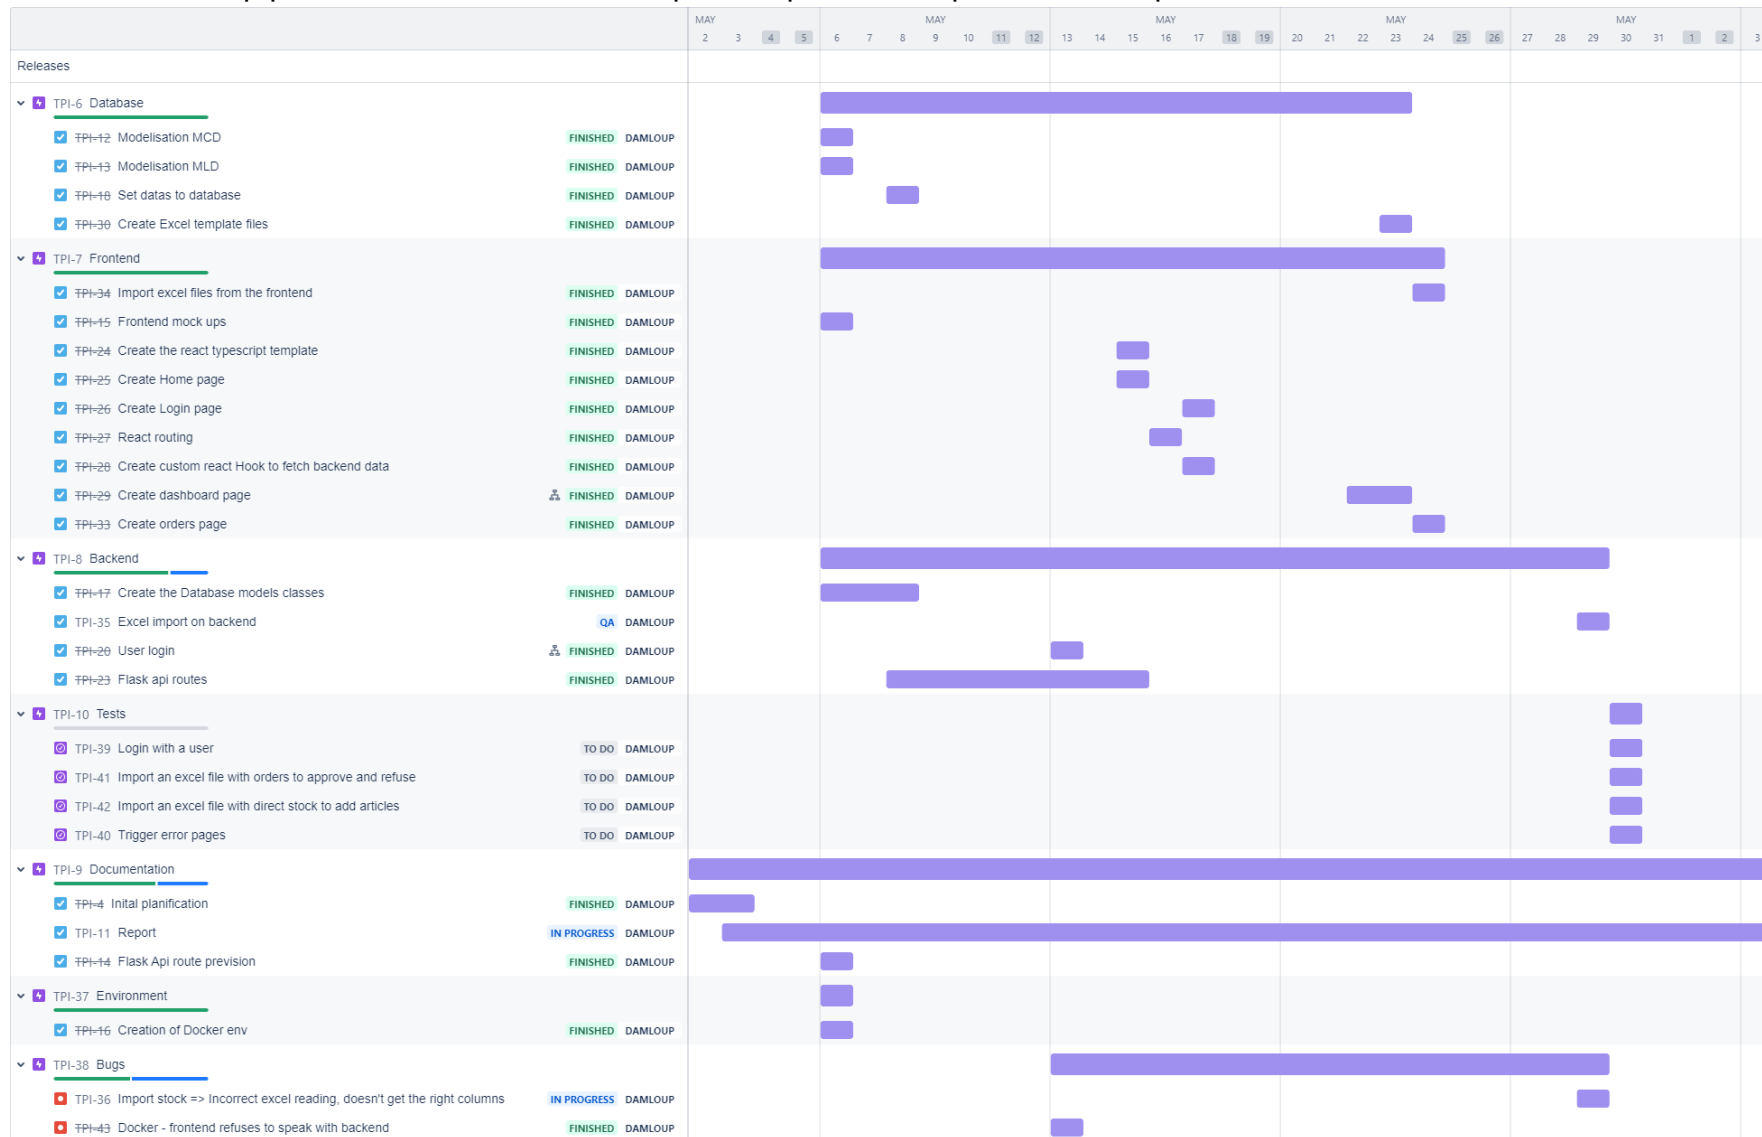 MAY MAY MAY MAY MAY
2 3 4 5 6 7 8 9 10 11 12 13 14 15 16 17 18 19 20 21 22 23 24 25 26 27 28 29 30 31 1 2 3
Releases
TPI-6 Database
TPI-12 Modelisation MCD FINISHED DAMLOUP
TPI-13 Modelisation MLD FINISHED DAMLOUP
TPI-18 Set datas to database FINISHED DAMLOUP
TPI-30 Create Excel template files FINISHED DAMLOUP
TPI-7 Frontend
TPI-34 Import excel files from the frontend FINISHED DAMLOUP
TPI-15 Frontend mock ups FINISHED DAMLOUP
TPI-24 Create the react typescript template FINISHED DAMLOUP
TPI-25 Create Home page FINISHED DAMLOUP
TPI-26 Create Login page FINISHED DAMLOUP
TPI-27 React routing FINISHED DAMLOUP
TPI-28 Create custom react Hook to fetch backend data FINISHED DAMLOUP
TPI-29 Create dashboard page FINISHED DAMLOUP
TPI-33 Create orders page FINISHED DAMLOUP
TPI-8 Backend
TPI-17 Create the Database models classes FINISHED DAMLOUP
TPI-35 Excel import on backend QA DAMLOUP
TPI-20 User login FINISHED DAMLOUP
TPI-23 Flask api routes FINISHED DAMLOUP
TPI-10 Tests
TPI-39 Login with a user TO DO DAMLOUP
TPI-41 Import an excel file with orders to approve and refuse TO DO DAMLOUP
TPI-42 Import an excel file with direct stock to add articles TO DO DAMLOUP
TPI-40 Trigger error pages TO DO DAMLOUP
TPI-9 Documentation
TPI-4 Inital planification FINISHED DAMLOUP
TPI-11 Report IN PROGRESS DAMLOUP
TPI-14 Flask Api route prevision FINISHED DAMLOUP
TPI-37 Environment
TPI-16 Creation of Docker env FINISHED DAMLOUP
TPI-38 Bugs
TPI-36 Import stock => Incorrect excel reading, doesn't get the right columns IN PROGRESS DAMLOUP
TPI-43 Docker - frontend refuses to speak with backend FINISHED DAMLOUP